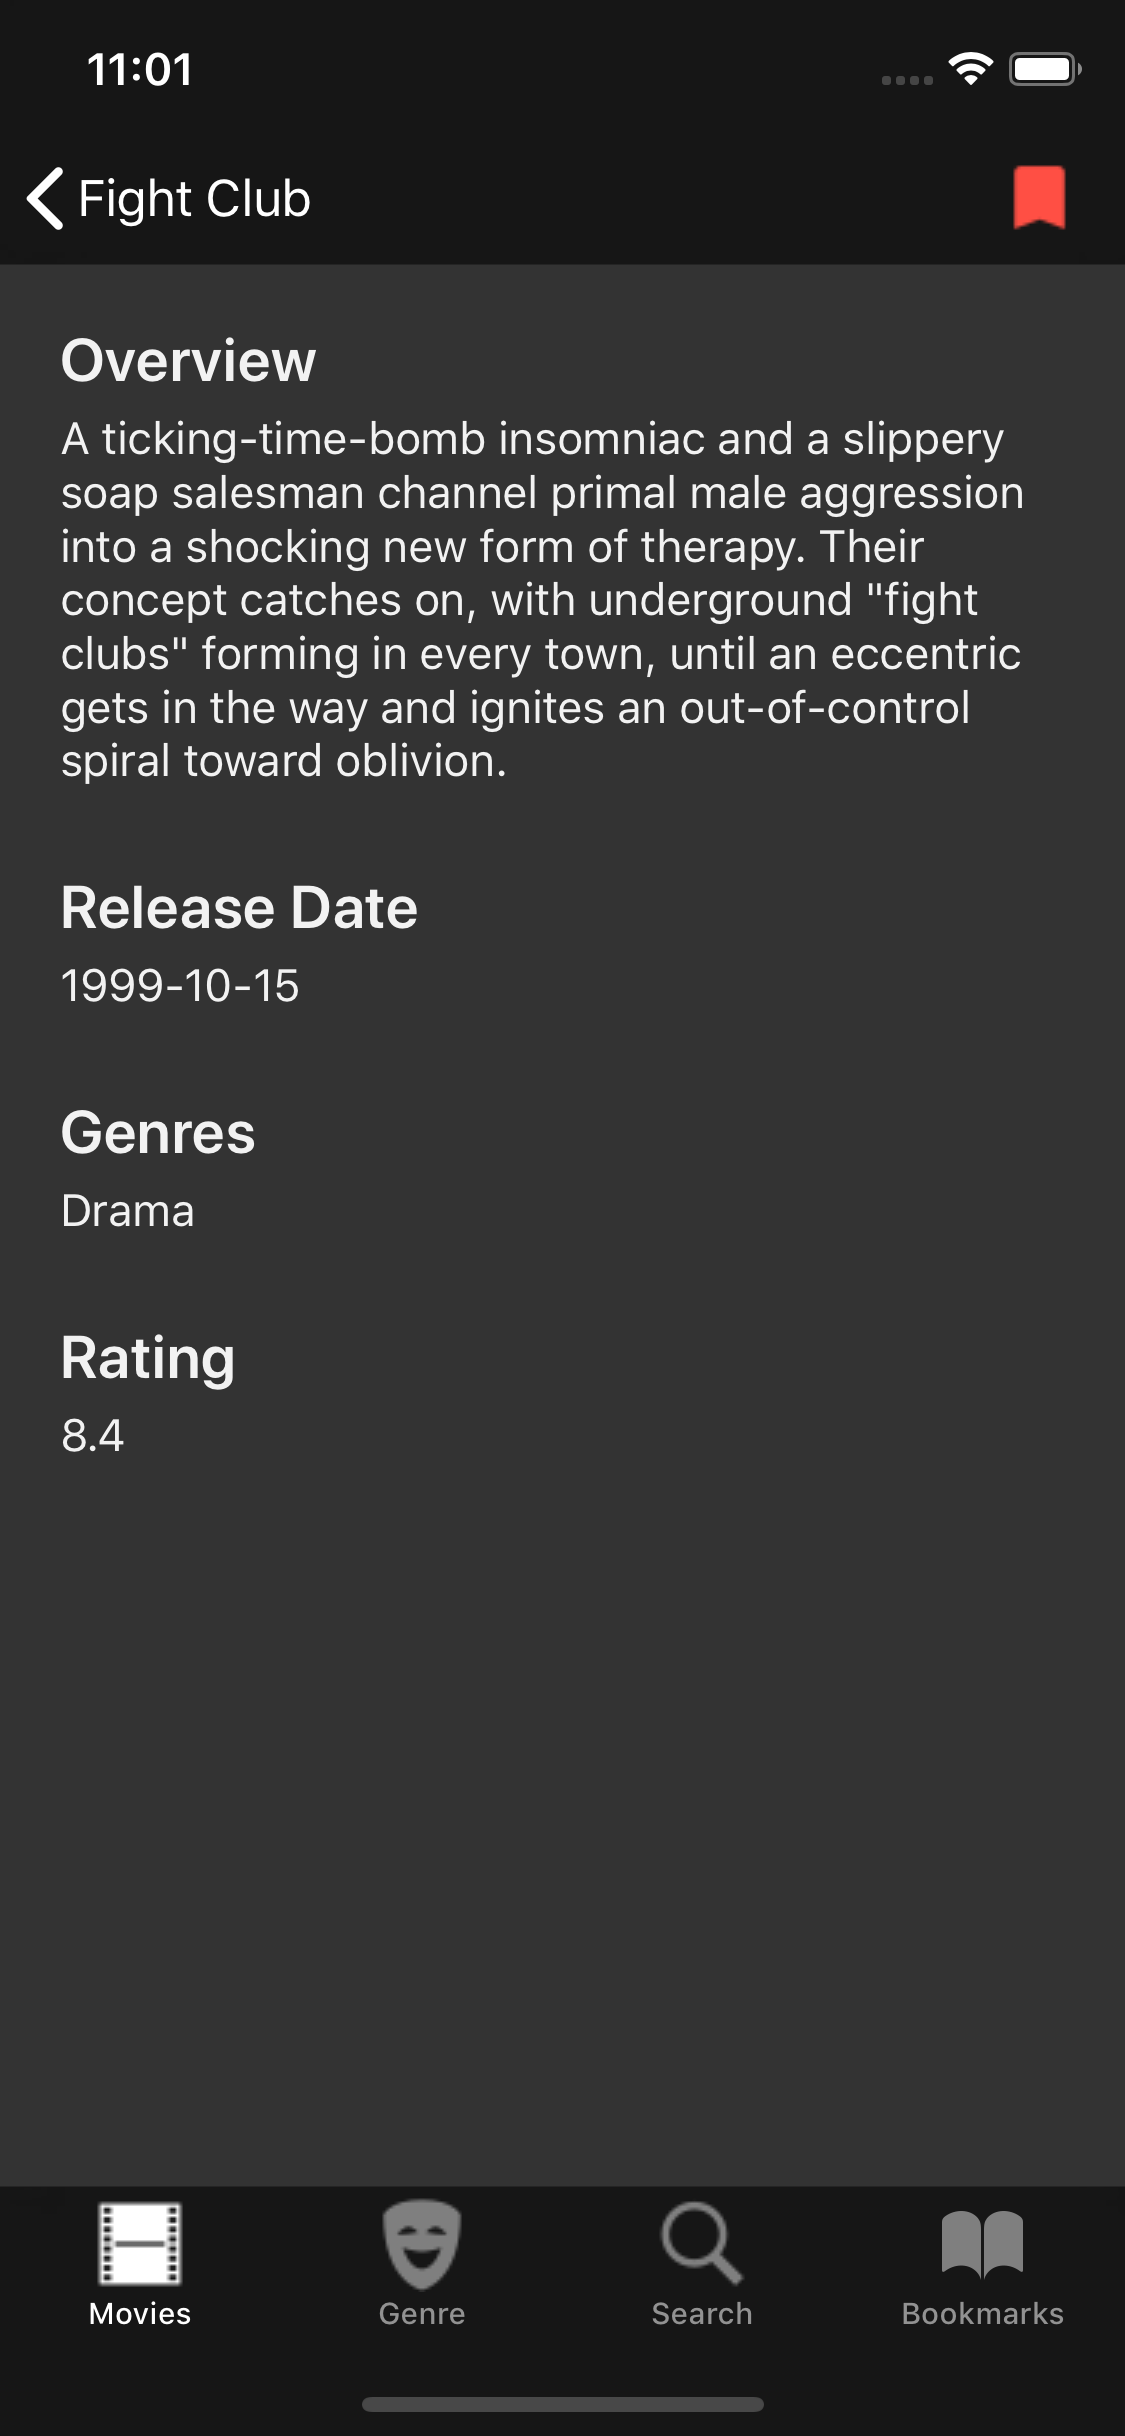 11:01
Fight Club
Overview
A ticking-time-bomb insomniac and a slippery
soap salesman channel primal male aggression
into a shocking new form of therapy. Their
concept catches on, with underground "fight
clubs" forming in every town, until an eccentric
gets in the way and ignites an out-of-control
spiral toward oblivion.
Release Date
1999-10-15
Genres
Drama
Rating
8.4
Movies
Genre
Search
Bookmarks